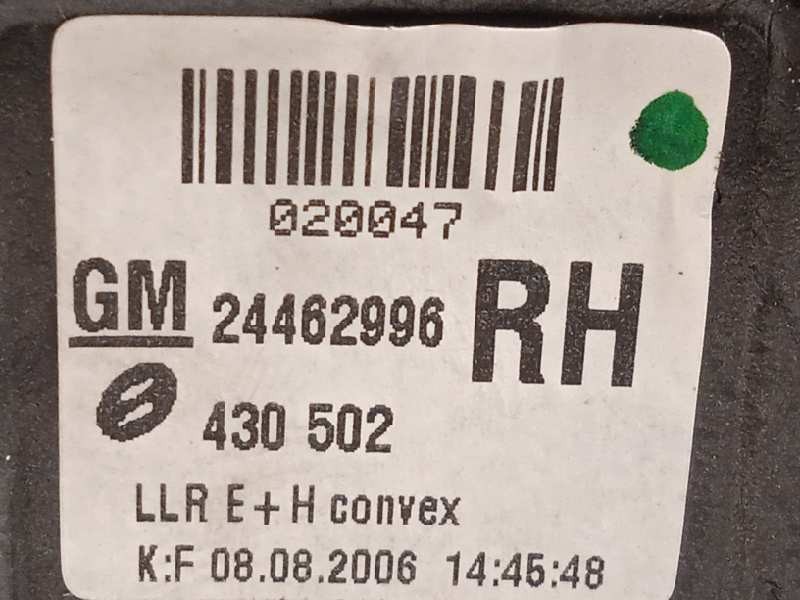 020047
GM 24462996 RH
430 502
LLR E+H convex
K:F 08.08.2006 14:45:48